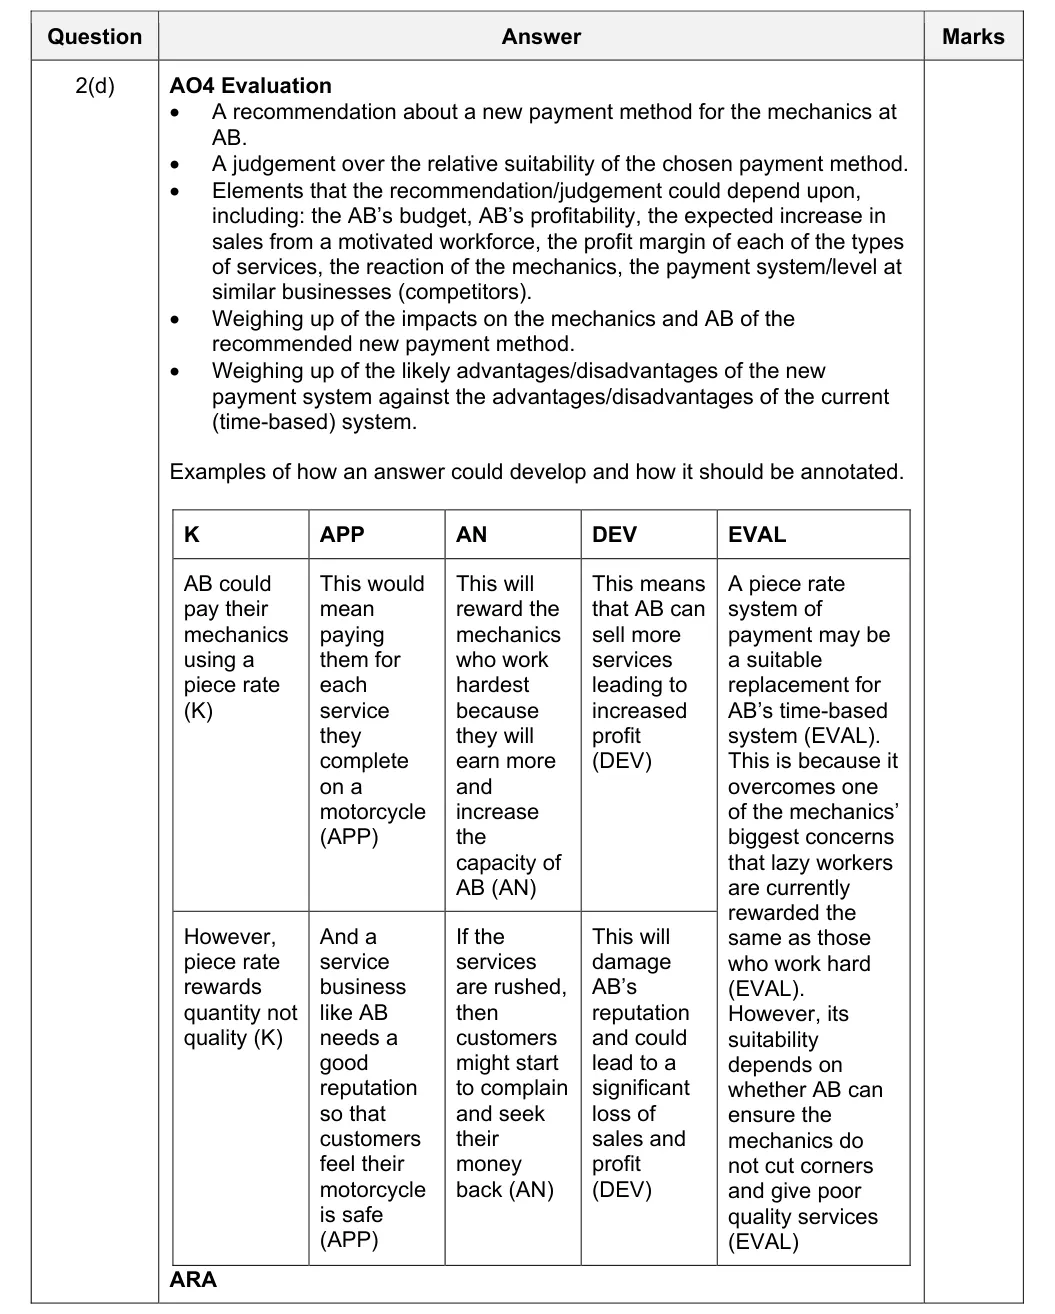 Question Answer Marks
2(d) AO4 Evaluation
• A recommendation about a new payment method for the mechanics at
AB.
• A judgement over the relative suitability of the chosen payment method.
• Elements that the recommendation/judgement could depend upon,
including: the AB’s budget, AB’s profitability, the expected increase in
sales from a motivated workforce, the profit margin of each of the types
of services, the reaction of the mechanics, the payment system/level at
similar businesses (competitors).
• Weighing up of the impacts on the mechanics and AB of the
recommended new payment method.
• Weighing up of the likely advantages/disadvantages of the new
payment system against the advantages/disadvantages of the current
(time-based) system.
Examples of how an answer could develop and how it should be annotated.
K APP AN DEV EVAL
AB could
pay their
mechanics
using a
piece rate
(K)
This would
mean
paying
them for
each
service
they
complete
on a
motorcycle
(APP)
This will
reward the
mechanics
who work
hardest
because
they will
earn more
and
increase
the
capacity of
AB (AN)
This means
that AB can
sell more
services
leading to
increased
profit
(DEV)
A piece rate
system of
payment may be
a suitable
replacement for
AB’s time-based
system (EVAL).
This is because it
overcomes one
of the mechanics’
biggest concerns
that lazy workers
are currently
rewarded the
same as those
who work hard
(EVAL).
However, its
suitability
depends on
whether AB can
ensure the
mechanics do
not cut corners
and give poor
quality services
(EVAL)
However,
piece rate
rewards
quantity not
quality (K)
And a
service
business
like AB
needs a
good
reputation
so that
customers
feel their
motorcycle
is safe
(APP)
If the
services
are rushed,
then
customers
might start
to complain
and seek
their
money
back (AN)
This will
damage
AB’s
reputation
and could
lead to a
significant
loss of
sales and
profit
(DEV)
ARA